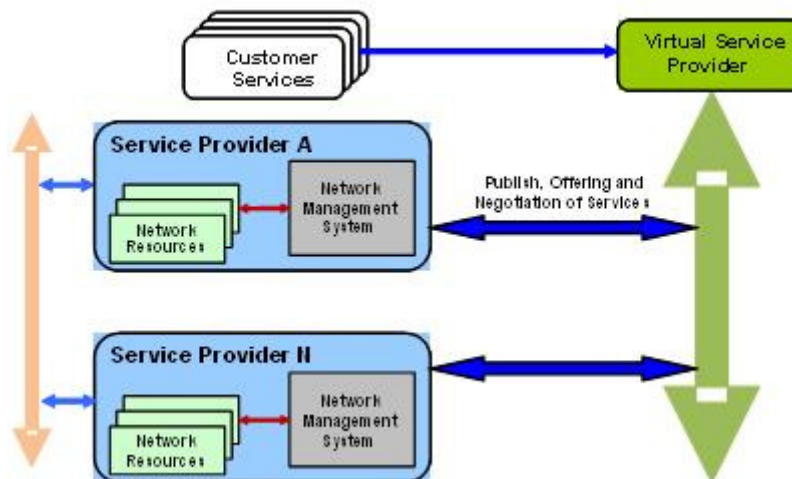 Customer
Services
Virtual Service
Provider
Service Provider A
Network
Resources
Network
Management
System
Publish, Offering and
Negotiation of Services
Service Provider N
Network
Resources
Network
Management
System